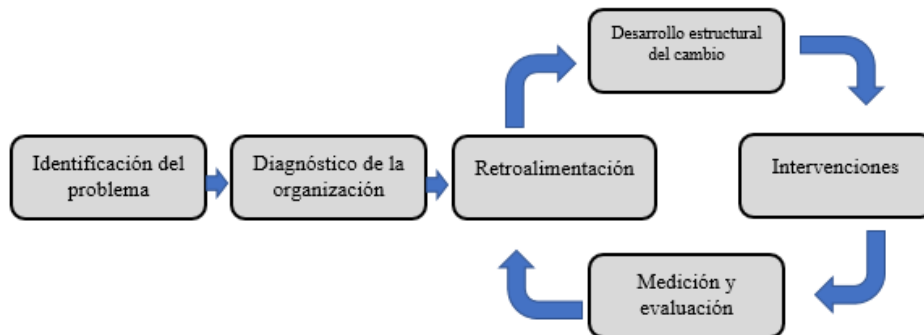 Desarrollo estructural
del cambio
Identificación del
problema
Diagnóstico de la
organización
Retroalimentación
Intervenciones
Medición y
evaluación